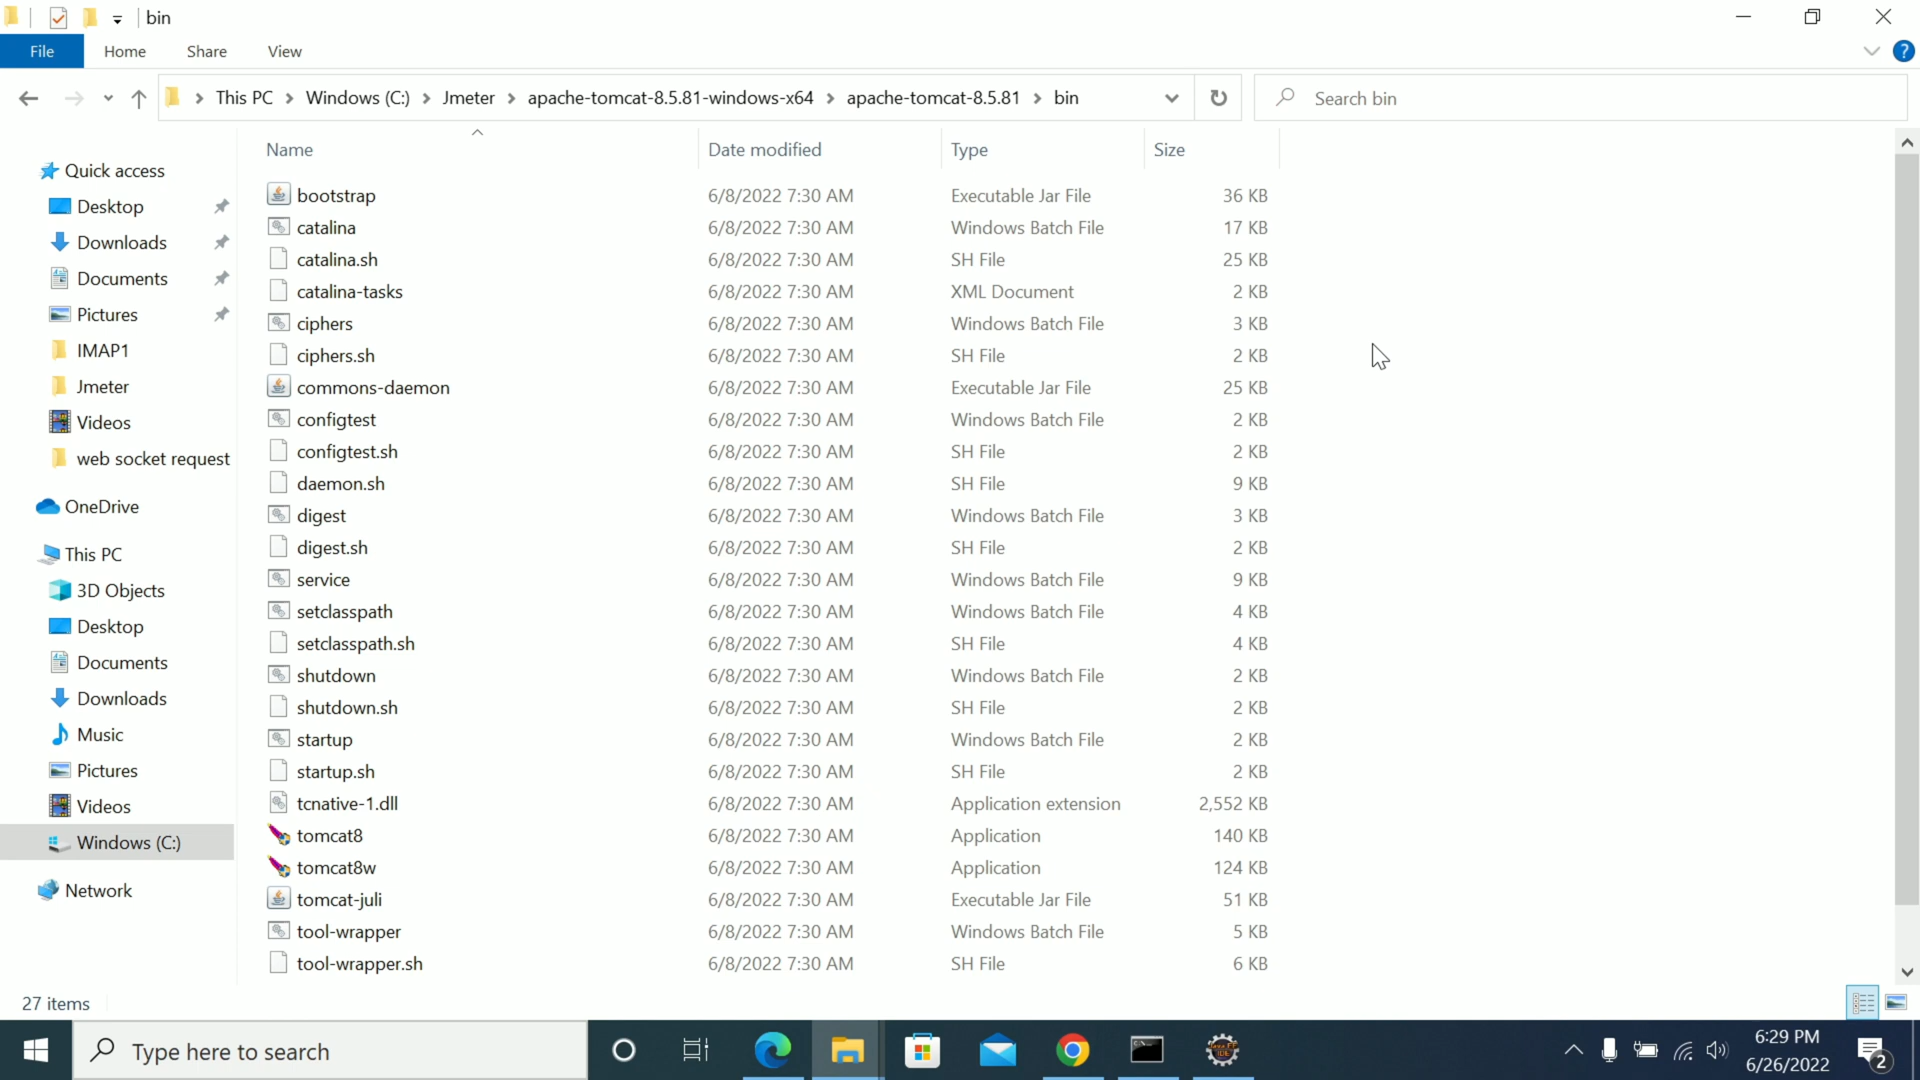 bin
File Home Share View
This PC Windows (C:) Jmeter apache-tomcat-8.5.81-windows-x64 apache-tomcat-8.5.81 bin Search bin
Name Date modified Type Size
Quick access
Desktop
Downloads
Documents
Pictures
IMAP1
Jmeter
Videos
web socket request
OneDrive
This PC
3D Objects
Desktop
Documents
Downloads
Music
Pictures
Videos
Windows (C:)
Network
bootstrap 6/8/2022 7:30 AM Executable Jar File 36 KB
catalina 6/8/2022 7:30 AM Windows Batch File 17 KB
catalina.sh 6/8/2022 7:30 AM SH File 25 KB
catalina-tasks 6/8/2022 7:30 AM XML Document 2 KB
ciphers 6/8/2022 7:30 AM Windows Batch File 3 KB
ciphers.sh 6/8/2022 7:30 AM SH File 2 KB
commons-daemon 6/8/2022 7:30 AM Executable Jar File 25 KB
configtest 6/8/2022 7:30 AM Windows Batch File 2 KB
configtest.sh 6/8/2022 7:30 AM SH File 2 KB
daemon.sh 6/8/2022 7:30 AM SH File 9 KB
digest 6/8/2022 7:30 AM Windows Batch File 3 KB
digest.sh 6/8/2022 7:30 AM SH File 2 KB
service 6/8/2022 7:30 AM Windows Batch File 9 KB
setclasspath 6/8/2022 7:30 AM Windows Batch File 4 KB
setclasspath.sh 6/8/2022 7:30 AM SH File 4 KB
shutdown 6/8/2022 7:30 AM Windows Batch File 2 KB
shutdown.sh 6/8/2022 7:30 AM SH File 2 KB
startup 6/8/2022 7:30 AM Windows Batch File 2 KB
startup.sh 6/8/2022 7:30 AM SH File 2 KB
tcnative-1.dll 6/8/2022 7:30 AM Application extension 2,552 KB
tomcat8 6/8/2022 7:30 AM Application 140 KB
tomcat8w 6/8/2022 7:30 AM Application 124 KB
tomcat-juli 6/8/2022 7:30 AM Executable Jar File 51 KB
tool-wrapper 6/8/2022 7:30 AM Windows Batch File 5 KB
tool-wrapper.sh 6/8/2022 7:30 AM SH File 6 KB
27 items
Type here to search
6:29 PM
6/26/2022
2